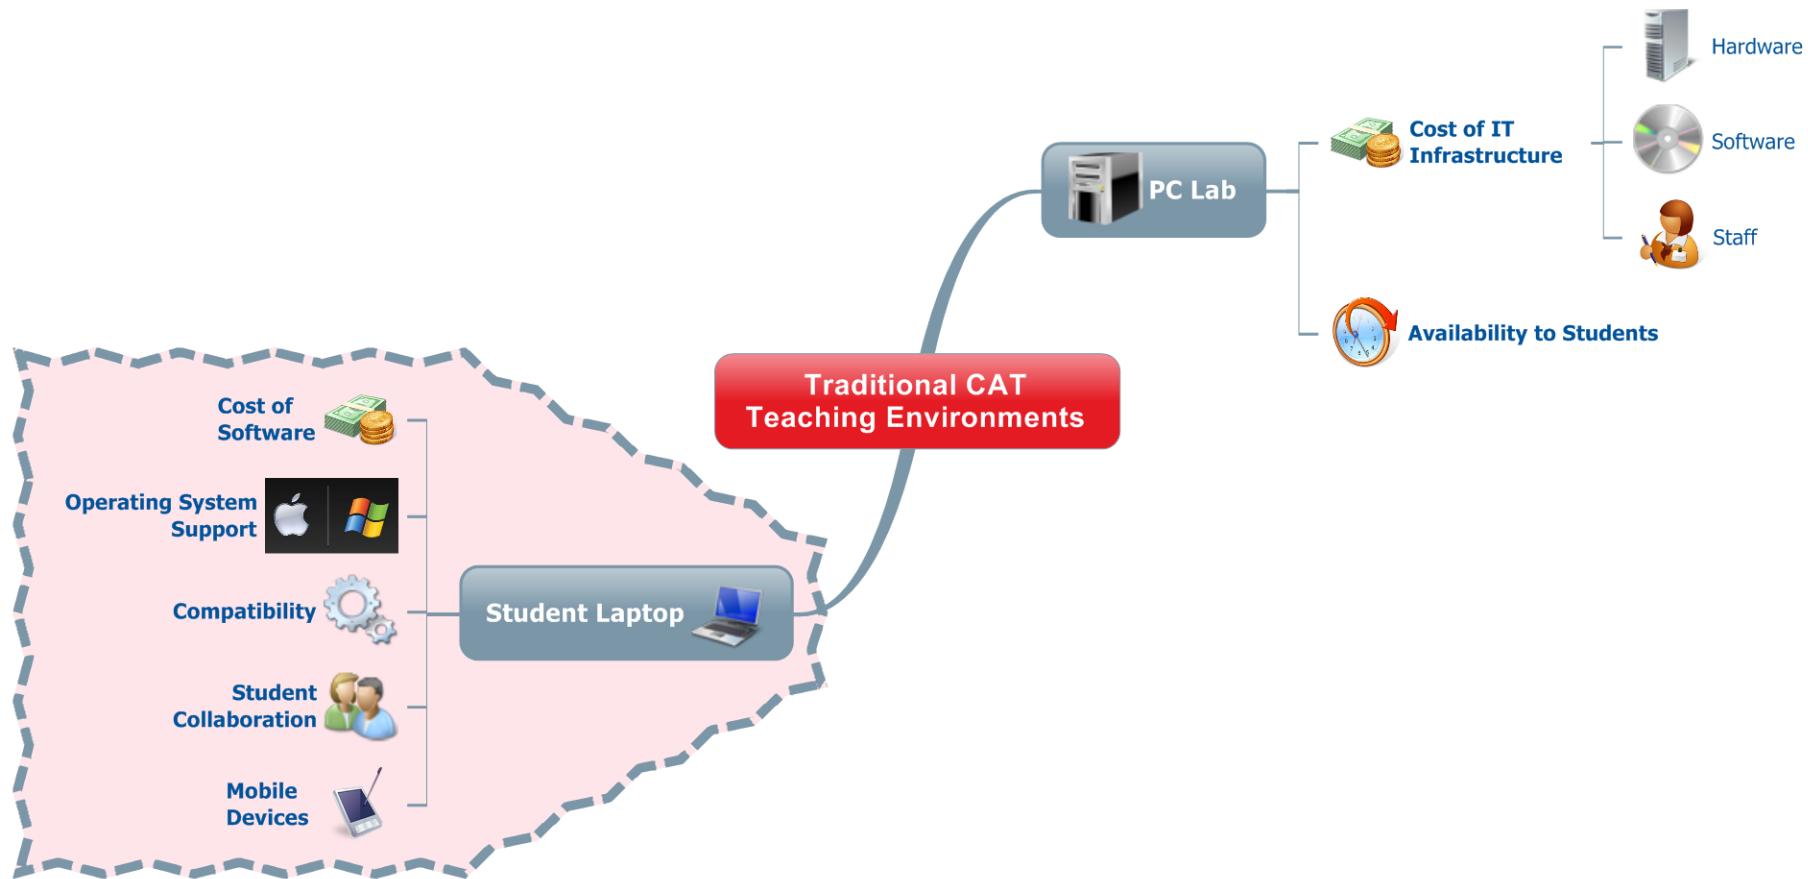 Traditional CAT
Teaching Environments
PC Lab
Cost of IT
Infrastructure
Hardware
Software
Staff
Availability to Students
Student Laptop
Cost of
Software
Operating System
Support
Compatibility
Student
Collaboration
Mobile
Devices